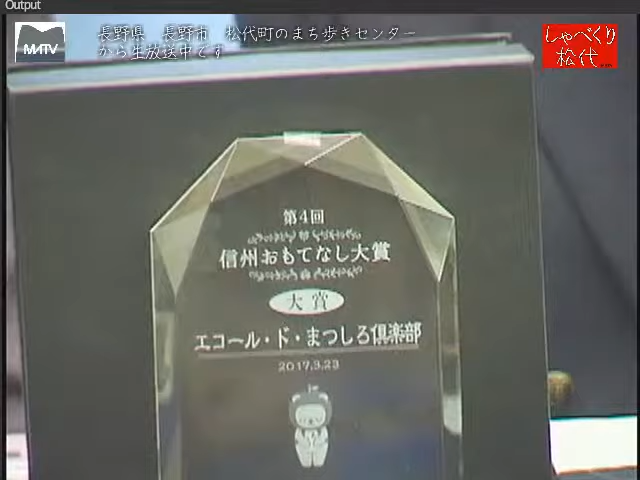 Output
MATV
長野県　長野市　松代町のまち歩きセンター
から生放送中です
しゃべくり
松代
第4回
信州おもてなし大賞
大賞
エコール・ド・まつしろ倶楽部
2017.3.23